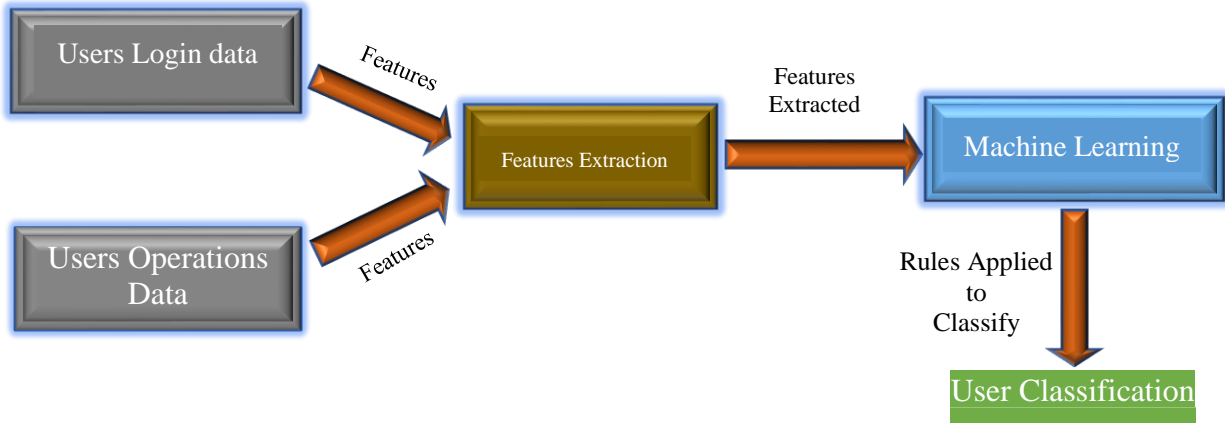 Users Login data
Features
Features
Extracted
Features Extraction
Machine Learning
Users Operations
Data
Features
Rules Applied
to
Classify
User Classification